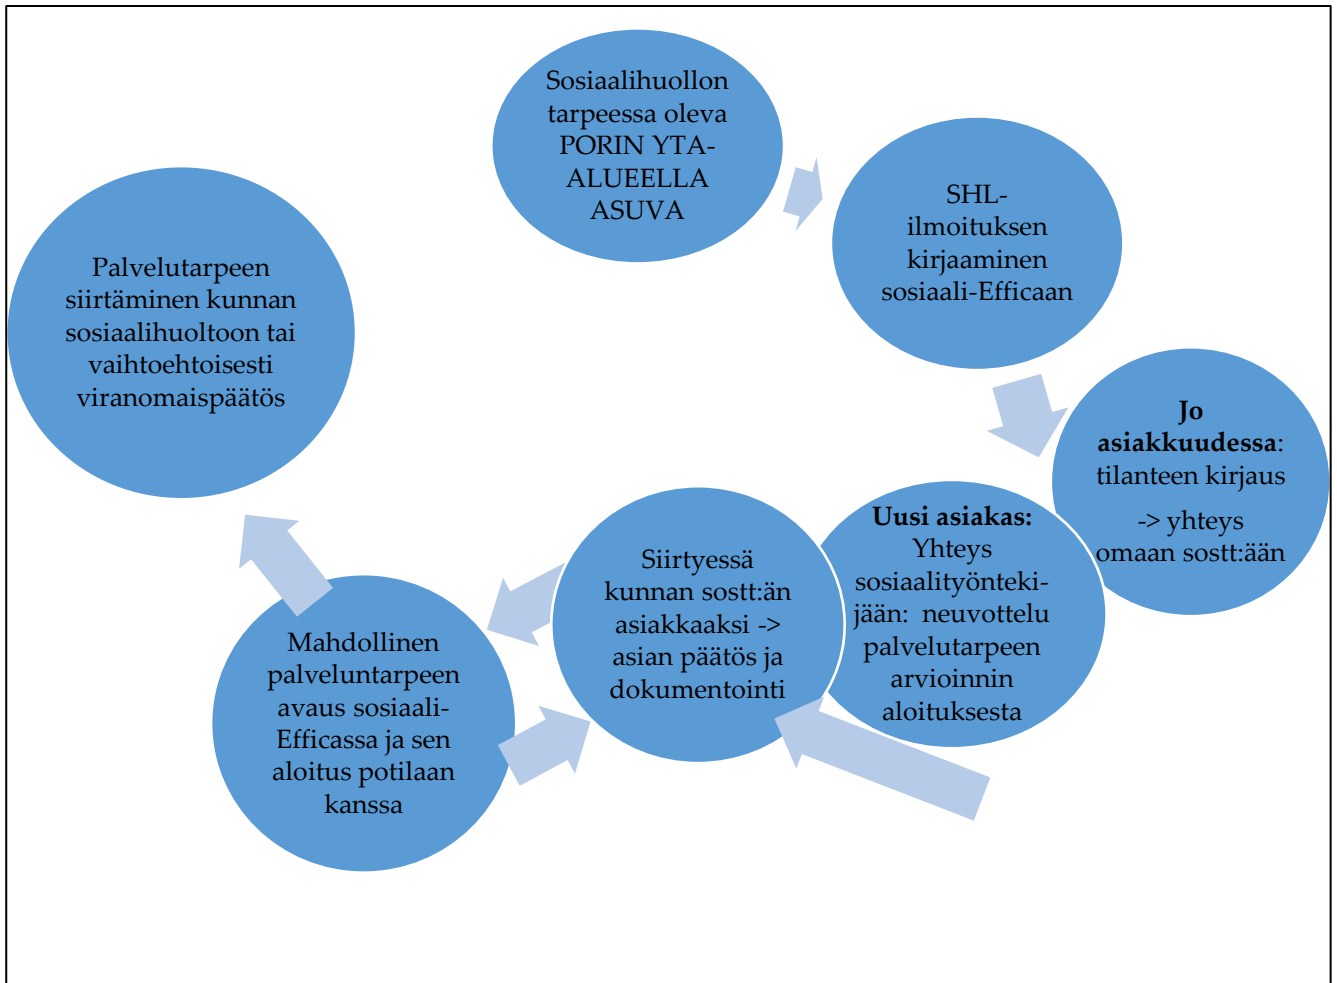 Sosiaalihuollon
tarpeessa oleva
PORIN YTA-
ALUEELLA
ASUVA
SHL-
ilmoituksen
kirjaaminen
sosiaali-Efficaan
Jo
asiakkuudessa:
tilanteen kirjaus
-> yhteys
omaan sostt:ään
Uusi asiakas:
Yhteys
sosiaalityönteki-
jään: neuvottelu
palvelutarpeen
arvioinnin
aloituksesta
Siirtyessä
kunnan sostt:än
asiakkaaksi ->
asian päätös ja
dokumentointi
Mahdollinen
palveluntarpeen
avaus sosiaali-
Efficassa ja sen
aloitus potilaan
kanssa
Palvelutarpeen
siirtäminen kunnan
sosiaalihuoltoon tai
vaihtoehtoisesti
viranomaispäätös